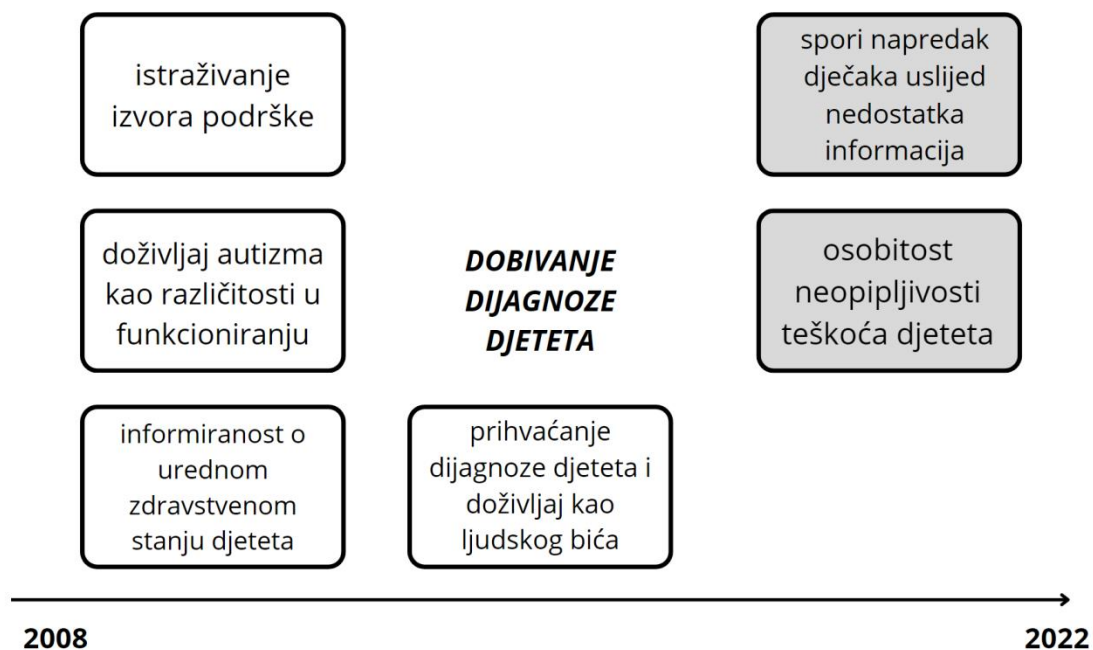 istraživanje
izvora podrške
spori napredak
dječaka uslijed
nedostatka
informacija
doživljaj autizma
kao različitosti u
funkcioniranju
DOBIVANJE
DIJAGNOZE
DJETETA
osobitost
neopipljivosti
teškoća djeteta
informiranost o
urednom
zdravstvenom
stanju djeteta
prihvaćanje
dijagnoze djeteta i
doživljaj kao
ljudskog bića
2008
2022